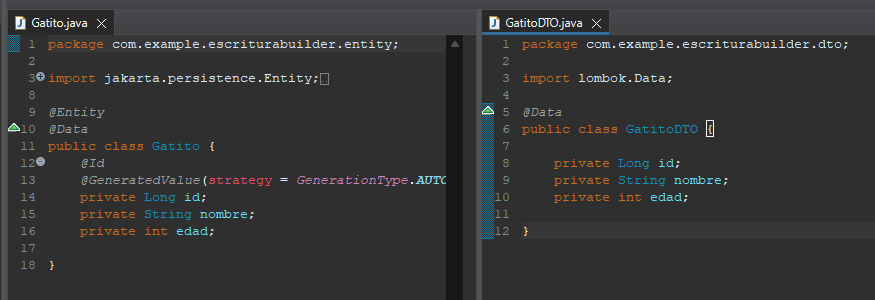 Gatito.java
1 package com.example.escriturabuilder.entity;
2
3 import jakarta.persistence.Entity;
8
9 @Entity
10 @Data
11 public class Gatito {
12 @Id
13 @GeneratedValue(strategy = GenerationType.AUTO
14 private Long id;
15 private String nombre;
16 private int edad;
17
18 }
GatitoDTO.java
1 package com.example.escriturabuilder.dto;
2
3 import lombok.Data;
4
5 @Data
6 public class GatitoDTO {
7
8 private Long id;
9 private String nombre;
10 private int edad;
11
12 }